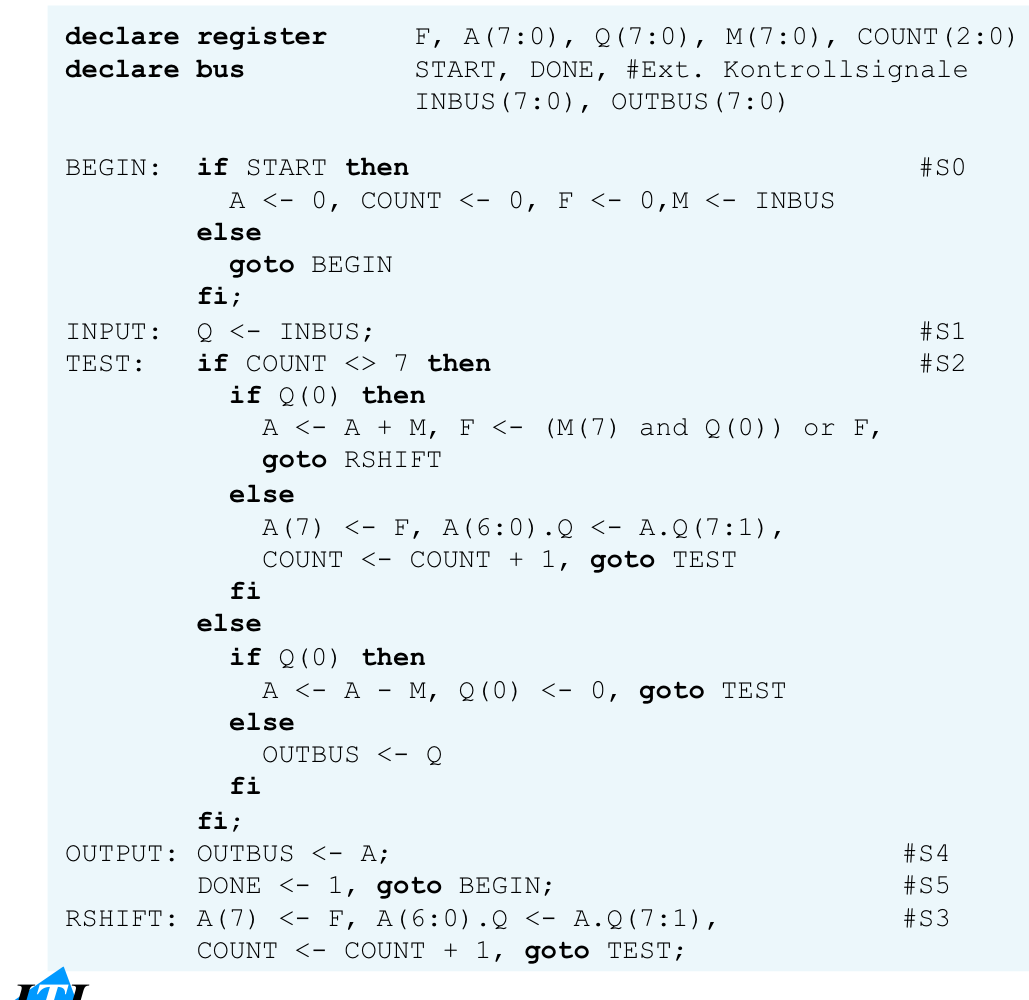 declare register F, A(7:0), Q(7:0), M(7:0), COUNT(2:0)
declare bus START, DONE, #Ext. Kontrollsignale
INBUS(7:0), OUTBUS(7:0)
BEGIN: if START then #S0
A <- 0, COUNT <- 0, F <- 0,M <- INBUS
else
goto BEGIN
fi;
INPUT: Q <- INBUS; #S1
TEST: if COUNT <> 7 then #S2
if Q(0) then
A <- A + M, F <- (M(7) and Q(0)) or F,
goto RSHIFT
else
A(7) <- F, A(6:0).Q <- A.Q(7:1),
COUNT <- COUNT + 1, goto TEST
fi
else
if Q(0) then
A <- A - M, Q(0) <- 0, goto TEST
else
OUTBUS <- Q
fi
fi;
OUTPUT: OUTBUS <- A; #S4
DONE <- 1, goto BEGIN; #S5
RSHIFT: A(7) <- F, A(6:0).Q <- A.Q(7:1), #S3
COUNT <- COUNT + 1, goto TEST;